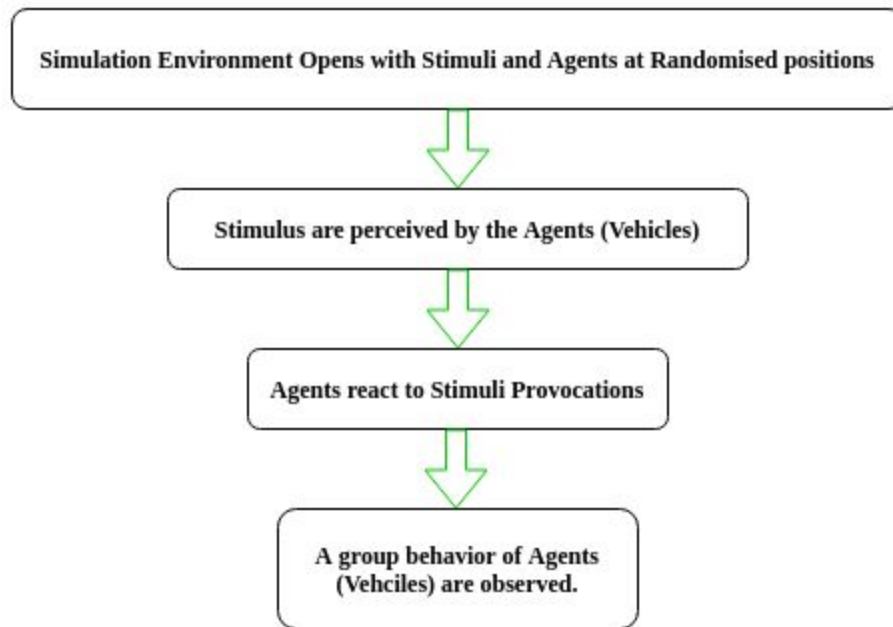 Simulation Environment Opens with Stimuli and Agents at Randomised positions
Stimulus are perceived by the Agents (Vehicles)
Agents react to Stimuli Provocations
A group behavior of Agents
(Vehciles) are observed.